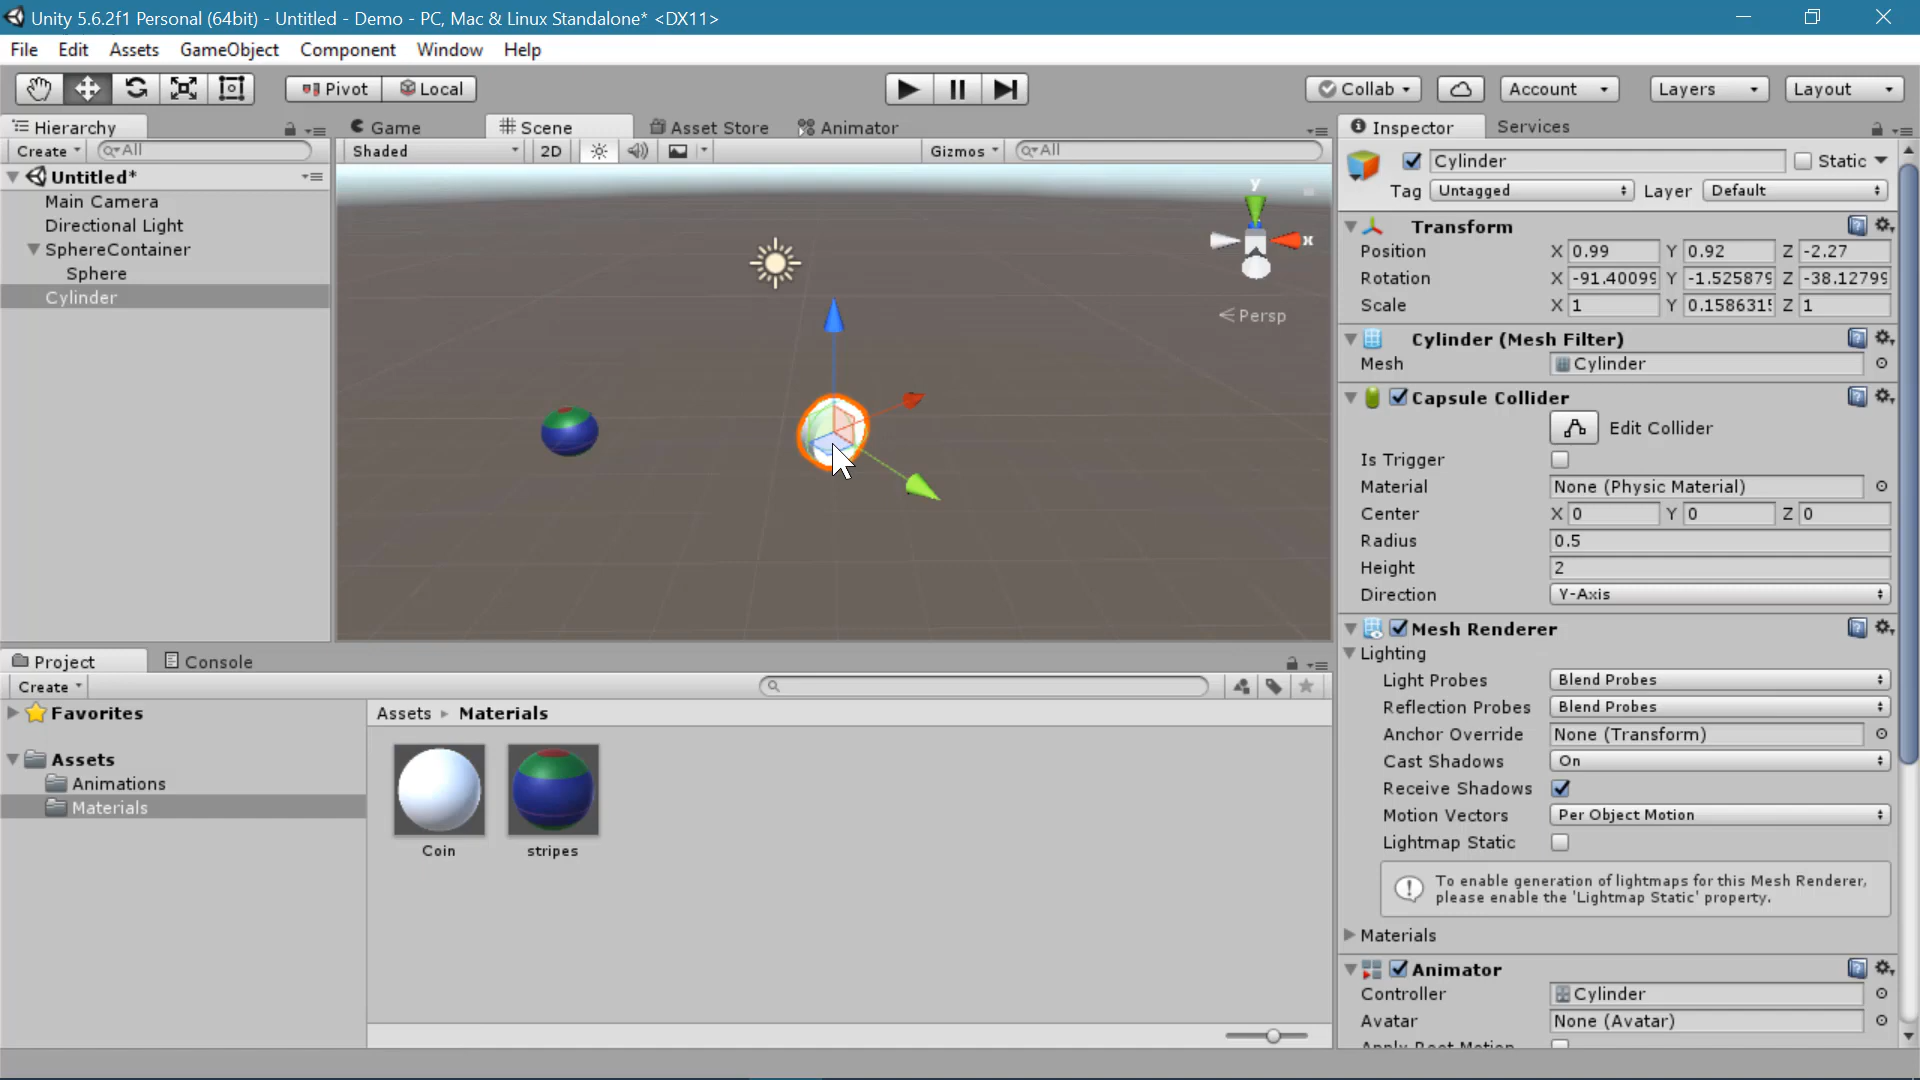 Unity 5.6.2f1 Personal (64bit) - Untitled - Demo - PC, Mac & Linux Standalone* <DX11>
File Edit Assets GameObject Component Window Help
Pivot Local Collab Account Layers Layout
Hierarchy
Create All
Untitled*
Main Camera
Directional Light
SphereContainer
Sphere
Cylinder
Game Scene Asset Store Animator
Shaded 2D Gizmos All
y
x
Persp
Project Console
Create
Favorites
Assets
Animations
Materials
Assets Materials
Coin stripes
Inspector Services
Cylinder Static
Tag Untagged Layer Default
Transform
Position X 0.99 Y 0.92 Z -2.27
Rotation X -91.40099 Y -1.525879 Z -38.12799
Scale X 1 Y 0.158631 Z 1
Cylinder (Mesh Filter)
Mesh Cylinder
Capsule Collider
Edit Collider
Is Trigger
Material None (Physic Material)
Center X 0 Y 0 Z 0
Radius 0.5
Height 2
Direction Y-Axis
Mesh Renderer
Lighting
Light Probes Blend Probes
Reflection Probes Blend Probes
Anchor Override None (Transform)
Cast Shadows On
Receive Shadows
Motion Vectors Per Object Motion
Lightmap Static
To enable generation of lightmaps for this Mesh Renderer,
please enable the 'Lightmap Static' property.
Materials
Animator
Controller Cylinder
Avatar None (Avatar)
Apply Root Motion